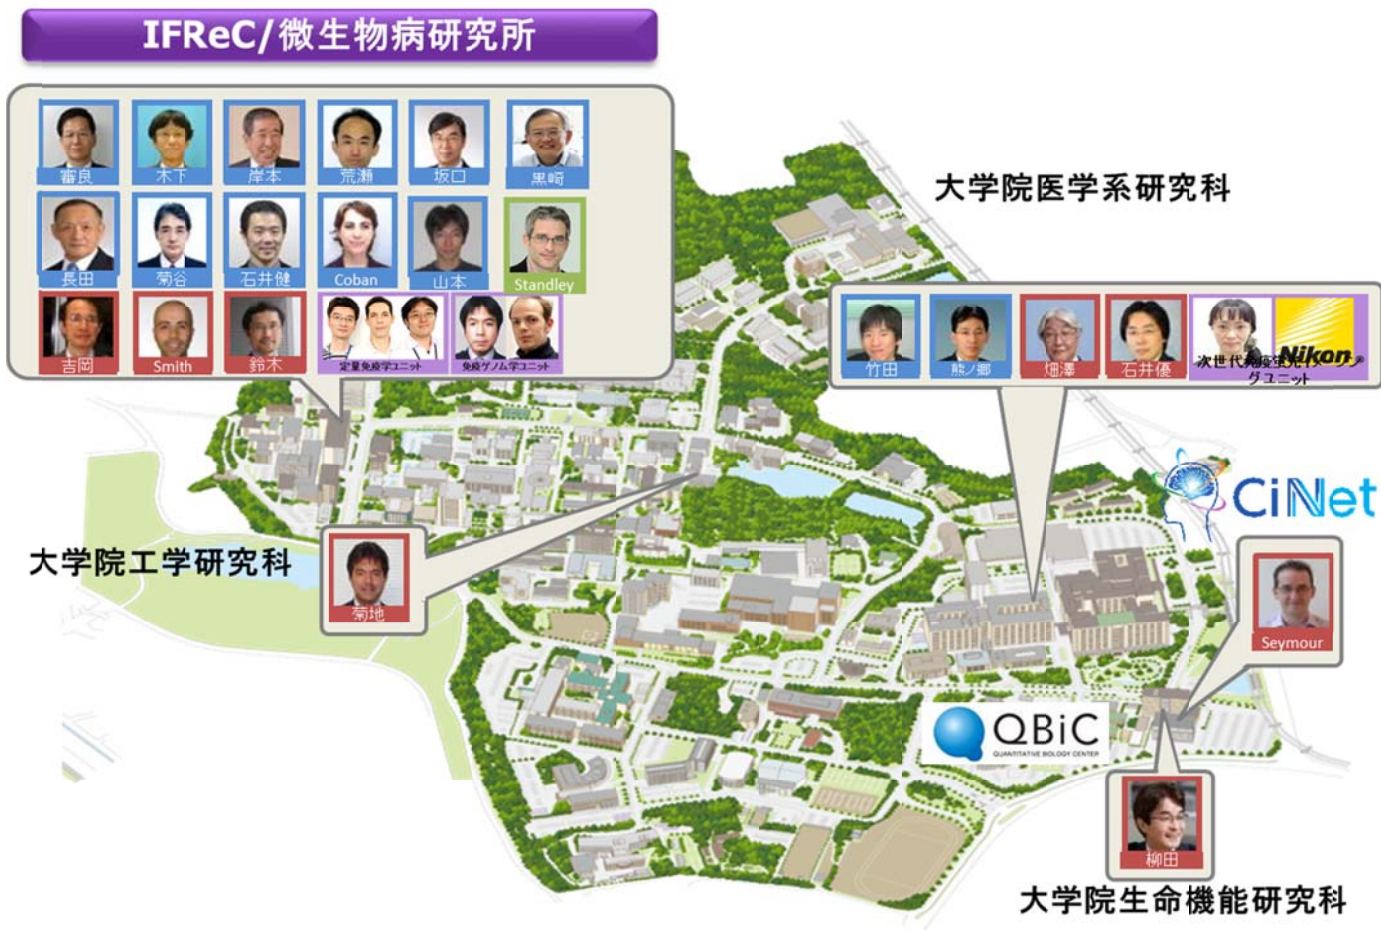 IFReC/微生物病研究所
審良
木下
岸本
荒瀬
坂口
黒崎
長田
菊谷
石井健
Coban
山本
Standley
吉岡
Smith
鈴木
定量免疫学ユニット
免疫ゲノム学ユニット
大学院医学系研究科
竹田
熊ノ郷
畑澤
石井優
Nikon
グユニット
CiNet
大学院工学研究科
菊地
Seymour
QBiC
QUANTITATIVE BIOLOGY CENTER
柳田
大学院生命機能研究科